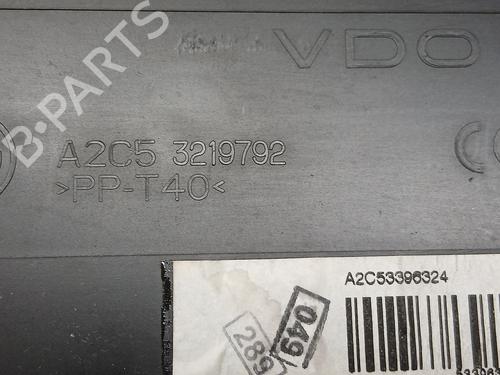 VDO
A2C5 3219792
>PP-T40<
A2C53396324
049
289
B-PARTS